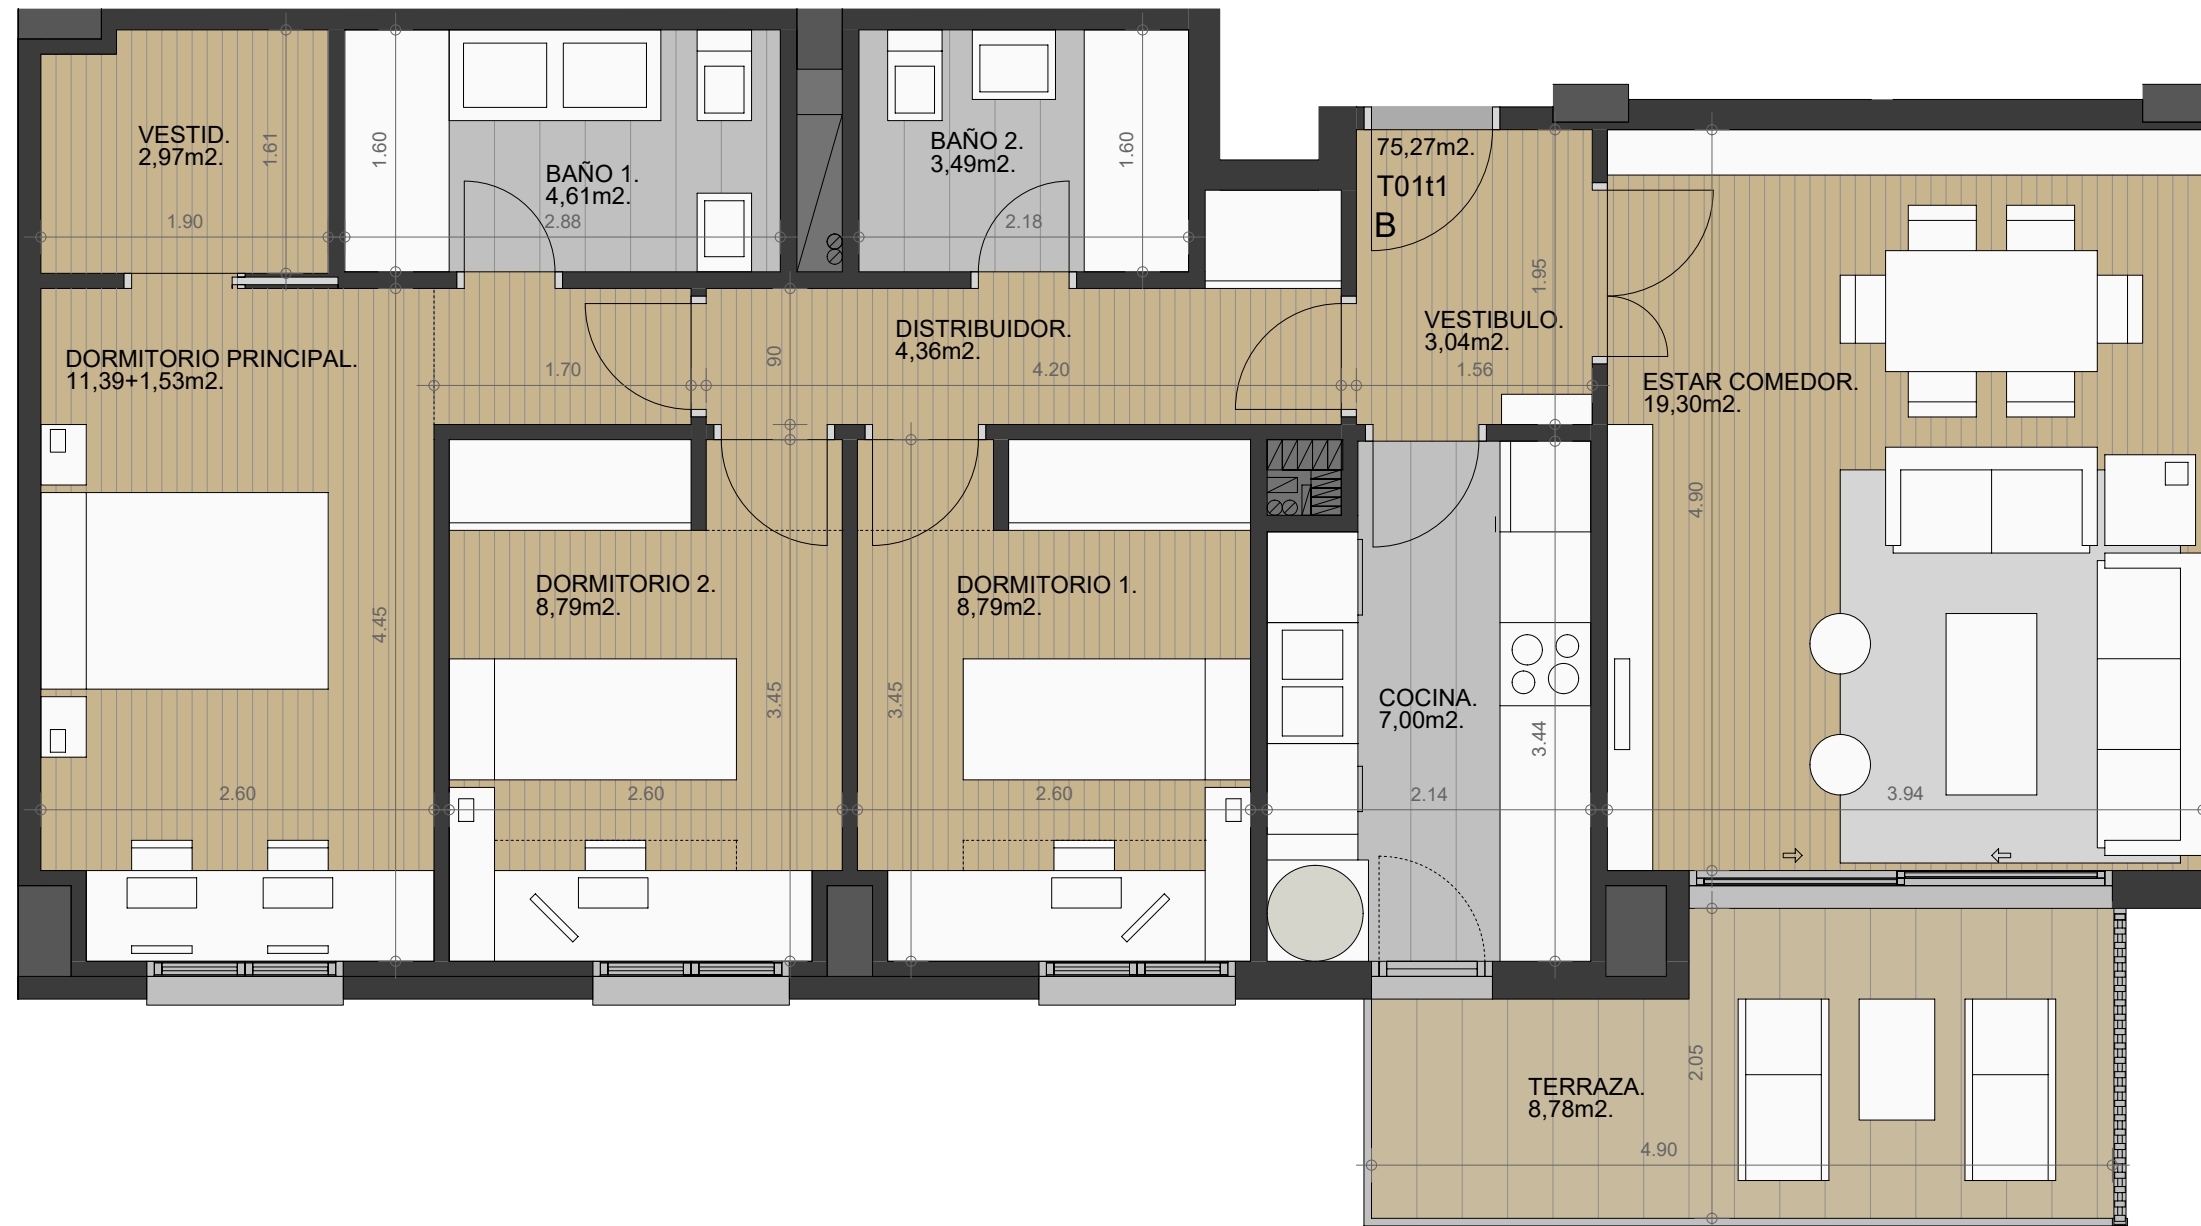 VESTID.
2,97m2.
1.61
1.90
1.60
BAÑO 1.
4,61m2.
2.88
BAÑO 2.
3,49m2.
1.60
2.18
75,27m2.
T01t1
B
1.95
VESTIBULO.
3,04m2.
1.56
DORMITORIO PRINCIPAL.
11,39+1,53m2.
1.70
90
DISTRIBUIDOR.
4,36m2.
4.20
ESTAR COMEDOR.
19,30m2.
4.90
4.45
2.60
DORMITORIO 2.
8,79m2.
3.45
2.60
DORMITORIO 1.
8,79m2.
3.45
2.60
COCINA.
7,00m2.
3.44
2.14
3.94
TERRAZA.
8,78m2.
2.05
4.90